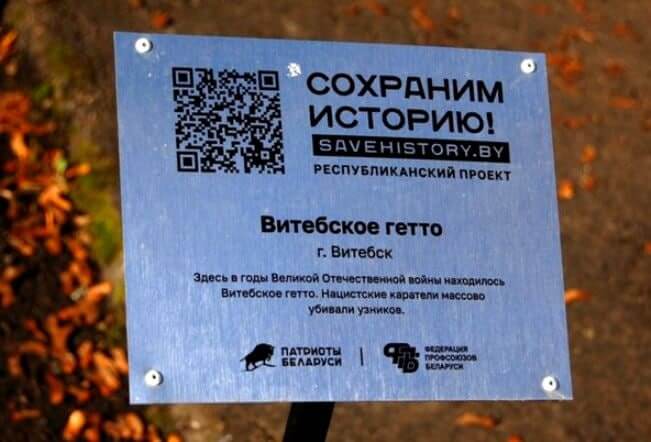 СОХРАНИМ
ИСТОРИЮ!
SAVEHISTORY.BY
РЕСПУБЛИКАНСКИЙ ПРОЕКТ
Витебское гетто
г. Витебск
Здесь в годы Великой Отечественной войны находилось
Витебское гетто. Нацистские каратели массово
убивали узников.
ПАТРИОТЫ
БЕЛАРУСИ
ФЕДЕРАЦИЯ
ПРОФСОЮЗОВ
БЕЛАРУСИ